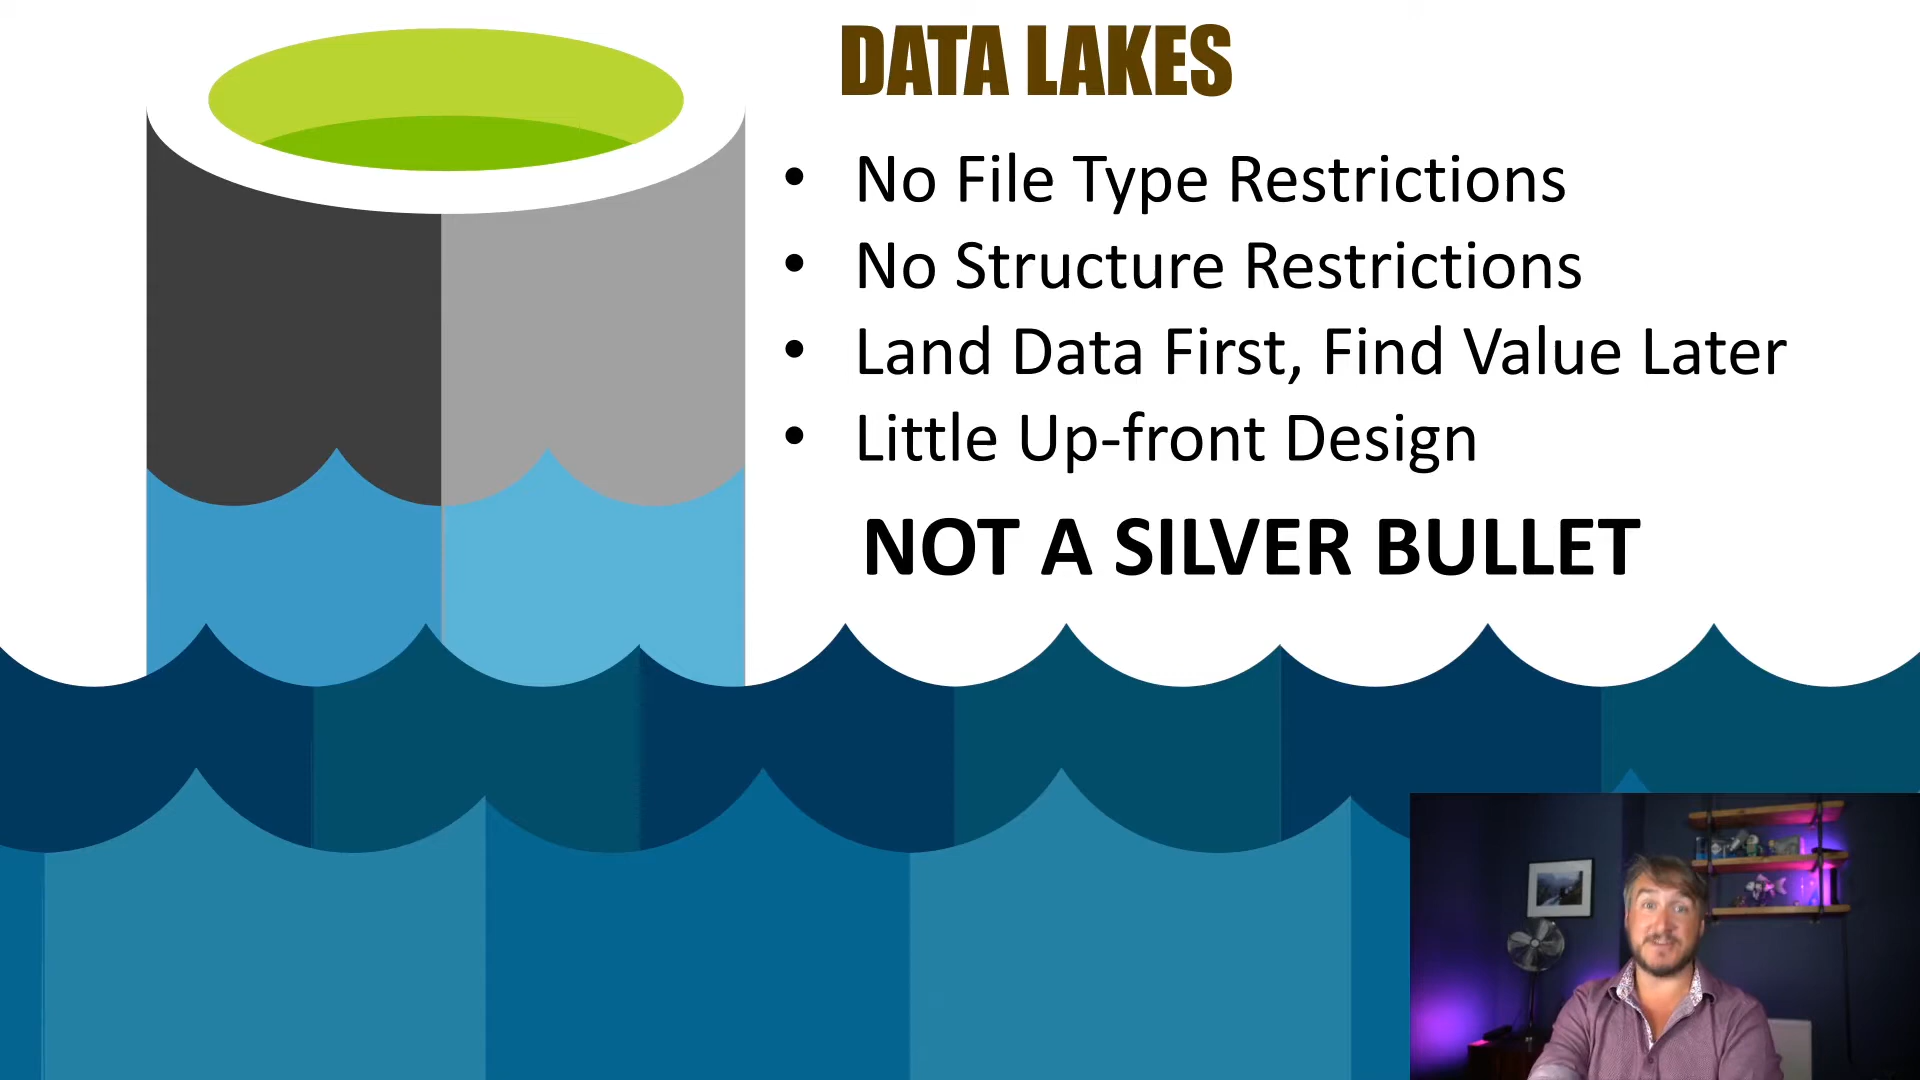 DATA LAKES
• No File Type Restrictions
• No Structure Restrictions
• Land Data First, Find Value Later
• Little Up-front Design
NOT A SILVER BULLET